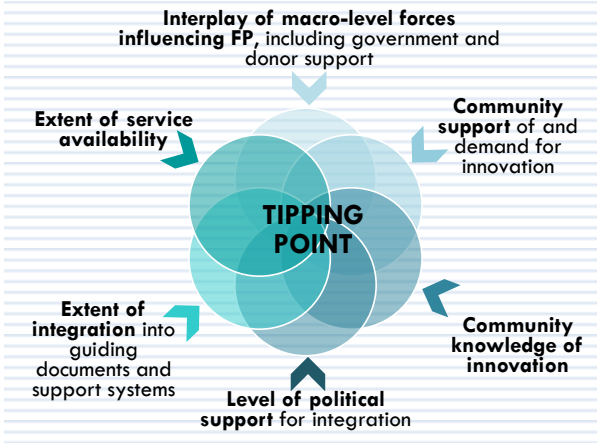 Interplay of macro-level forces
influencing FP, including government and
donor support
Community
support of and
demand for
innovation
Extent of service
availability
TIPPING
POINT
Extent of
integration into
guiding
documents and
support systems
Community
knowledge of
innovation
Level of political
support for integration